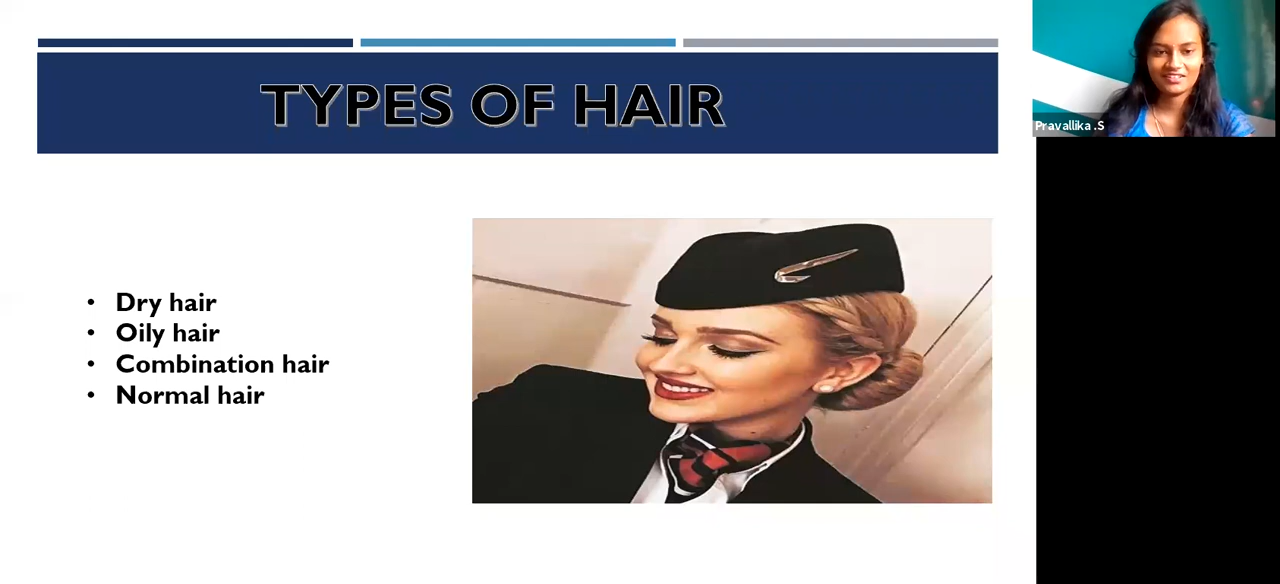 TYPES OF HAIR
Pravallika .S
• Dry hair
• Oily hair
• Combination hair
• Normal hair